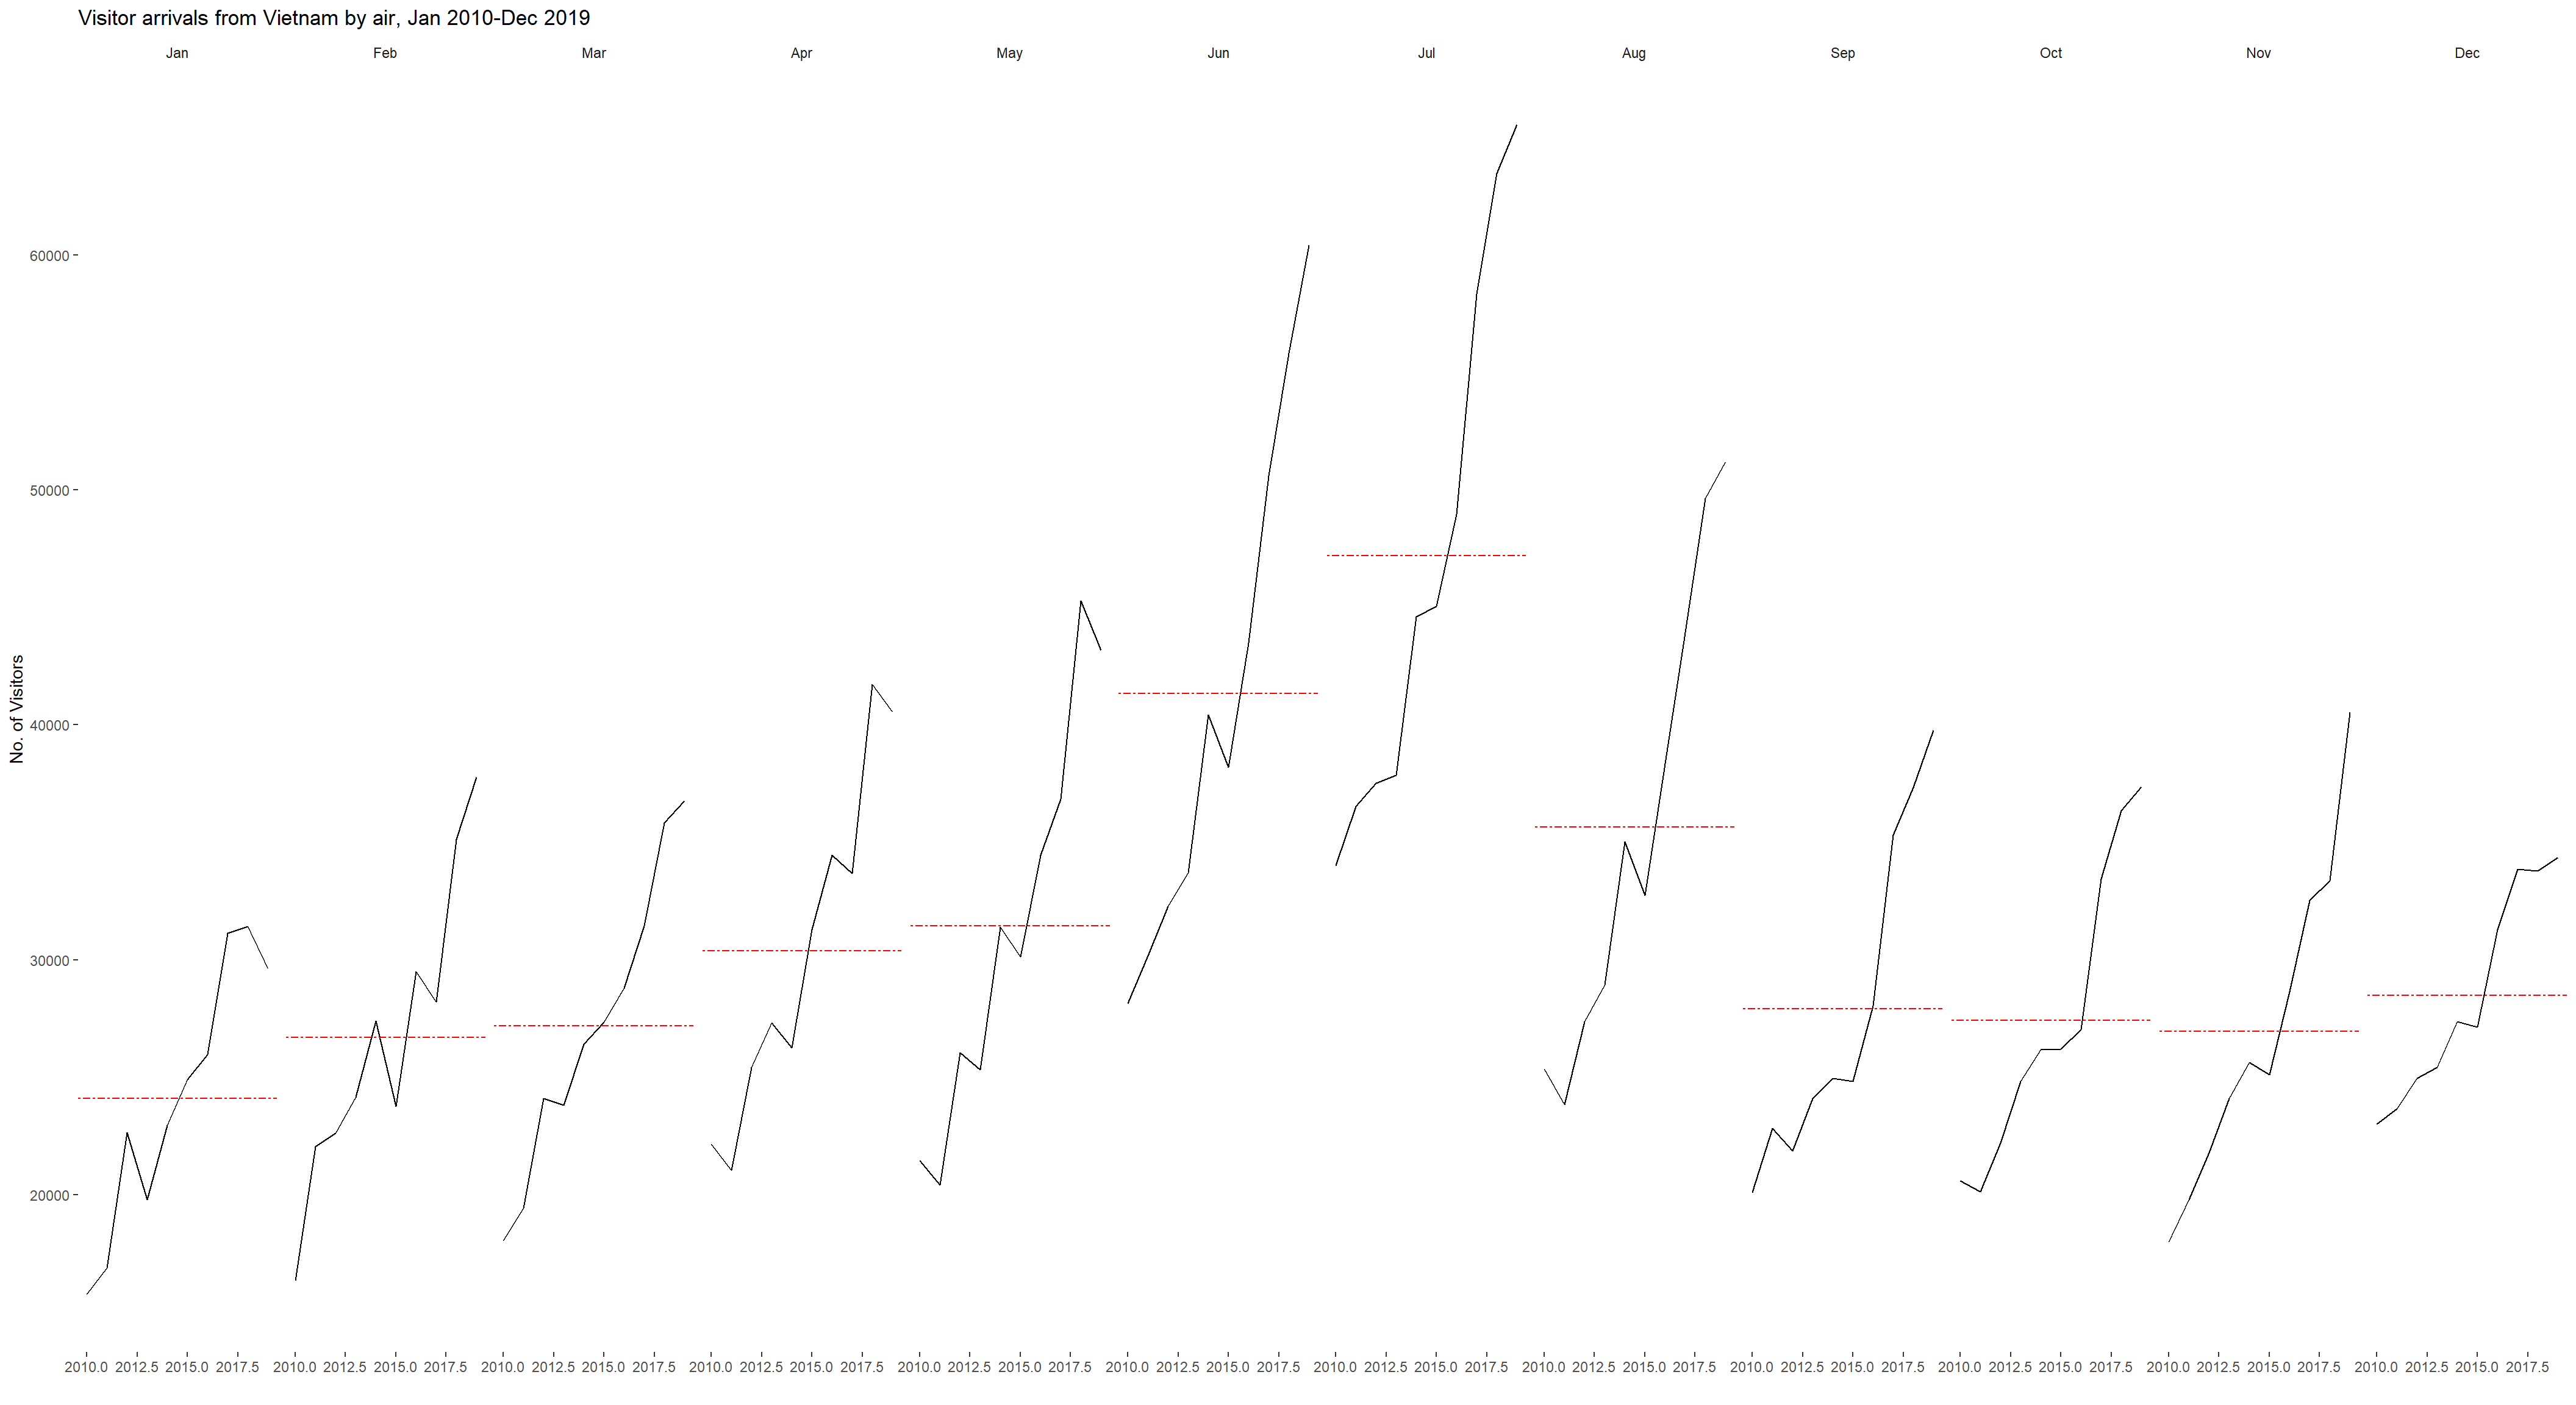 Visitor arrivals from Vietnam by air, Jan 2010-Dec 2019
Jan Feb Mar Apr May Jun Jul Aug Sep Oct Nov Dec
No. of Visitors
60000
50000
40000
30000
20000
2010.0 2012.5 2015.0 2017.5 2010.0 2012.5 2015.0 2017.5 2010.0 2012.5 2015.0 2017.5 2010.0 2012.5 2015.0 2017.5 2010.0 2012.5 2015.0 2017.5 2010.0 2012.5 2015.0 2017.5 2010.0 2012.5 2015.0 2017.5 2010.0 2012.5 2015.0 2017.5 2010.0 2012.5 2015.0 2017.5 2010.0 2012.5 2015.0 2017.5 2010.0 2012.5 2015.0 2017.5 2010.0 2012.5 2015.0 2017.5